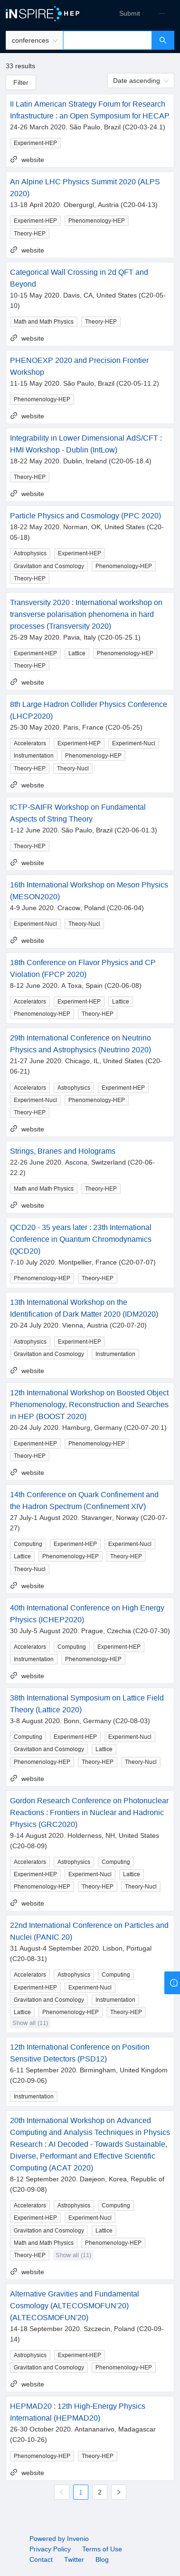 iNSPIRE HEP
Submit
...
conferences
33 results
Filter
Date ascending
II Latin American Strategy Forum for Research
Infrastructure : an Open Symposium for HECAP
24-26 March 2020. São Paulo, Brazil (C20-03-24.1)
Experiment-HEP
website
An Alpine LHC Physics Summit 2020 (ALPS
2020)
13-18 April 2020. Obergurgl, Austria (C20-04-13)
Experiment-HEP Phenomenology-HEP
Theory-HEP
website
Categorical Wall Crossing in 2d QFT and
Beyond
10-15 May 2020. Davis, CA, United States (C20-05-
10)
Math and Math Physics Theory-HEP
website
PHENOEXP 2020 and Precision Frontier
Workshop
11-15 May 2020. São Paulo, Brazil (C20-05-11.2)
Phenomenology-HEP
website
Integrability in Lower Dimensional AdS/CFT :
HMI Workshop - Dublin (IntLow)
18-22 May 2020. Dublin, Ireland (C20-05-18.4)
Theory-HEP
website
Particle Physics and Cosmology (PPC 2020)
18-22 May 2020. Norman, OK, United States (C20-
05-18)
Astrophysics Experiment-HEP
Gravitation and Cosmology Phenomenology-HEP
Theory-HEP
Transversity 2020 : International workshop on
transverse polarisation phenomena in hard
processes (Transversity 2020)
25-29 May 2020. Pavia, Italy (C20-05-25.1)
Experiment-HEP Lattice Phenomenology-HEP
Theory-HEP
website
8th Large Hadron Collider Physics Conference
(LHCP2020)
25-30 May 2020. Paris, France (C20-05-25)
Accelerators Experiment-HEP Experiment-Nucl
Instrumentation Phenomenology-HEP
Theory-HEP Theory-Nucl
website
ICTP-SAIFR Workshop on Fundamental
Aspects of String Theory
1-12 June 2020. São Paulo, Brazil (C20-06-01.3)
Theory-HEP
website
16th International Workshop on Meson Physics
(MESON2020)
4-9 June 2020. Cracow, Poland (C20-06-04)
Experiment-Nucl Theory-Nucl
website
18th Conference on Flavor Physics and CP
Violation (FPCP 2020)
8-12 June 2020. A Toxa, Spain (C20-06-08)
Accelerators Experiment-HEP Lattice
Phenomenology-HEP Theory-HEP
29th International Conference on Neutrino
Physics and Astrophysics (Neutrino 2020)
21-27 June 2020. Chicago, IL, United States (C20-
06-21)
Accelerators Astrophysics Experiment-HEP
Experiment-Nucl Phenomenology-HEP
Theory-HEP
website
Strings, Branes and Holograms
22-26 June 2020. Ascona, Switzerland (C20-06-
22.2)
Math and Math Physics Theory-HEP
website
QCD20 - 35 years later : 23th International
Conference in Quantum Chromodynamics
(QCD20)
7-10 July 2020. Montpellier, France (C20-07-07)
Phenomenology-HEP Theory-HEP
13th International Workshop on the
Identification of Dark Matter 2020 (IDM2020)
20-24 July 2020. Vienna, Austria (C20-07-20)
Astrophysics Experiment-HEP
Gravitation and Cosmology Instrumentation
website
12th International Workshop on Boosted Object
Phenomenology, Reconstruction and Searches
in HEP (BOOST 2020)
20-24 July 2020. Hamburg, Germany (C20-07-20.1)
Experiment-HEP Phenomenology-HEP
Theory-HEP
website
14th Conference on Quark Confinement and
the Hadron Spectrum (Confinement XIV)
27 July-1 August 2020. Stavanger, Norway (C20-07-
27)
Computing Experiment-HEP Experiment-Nucl
Lattice Phenomenology-HEP Theory-HEP
Theory-Nucl
website
40th International Conference on High Energy
Physics (ICHEP2020)
30 July-5 August 2020. Prague, Czechia (C20-07-30)
Accelerators Computing Experiment-HEP
Instrumentation Phenomenology-HEP
website
38th International Symposium on Lattice Field
Theory (Lattice 2020)
3-8 August 2020. Bonn, Germany (C20-08-03)
Computing Experiment-HEP Experiment-Nucl
Gravitation and Cosmology Lattice
Phenomenology-HEP Theory-HEP Theory-Nucl
website
Gordon Research Conference on Photonuclear
Reactions : Frontiers in Nuclear and Hadronic
Physics (GRC2020)
9-14 August 2020. Holderness, NH, United States
(C20-08-09)
Accelerators Astrophysics Computing
Experiment-HEP Experiment-Nucl Lattice
Phenomenology-HEP Theory-HEP Theory-Nucl
website
22nd International Conference on Particles and
Nuclei (PANIC 20)
31 August-4 September 2020. Lisbon, Portugal
(C20-08-31)
Accelerators Astrophysics Computing
Experiment-HEP Experiment-Nucl
Gravitation and Cosmology Instrumentation
Lattice Phenomenology-HEP Theory-HEP
Show all (11)
12th International Conference on Position
Sensitive Detectors (PSD12)
6-11 September 2020. Birmingham, United Kingdom
(C20-09-06)
Instrumentation
20th International Workshop on Advanced
Computing and Analysis Techniques in Physics
Research : AI Decoded - Towards Sustainable,
Diverse, Performant and Effective Scientific
Computing (ACAT 2020)
8-12 September 2020. Daejeon, Korea, Republic of
(C20-09-08)
Accelerators Astrophysics Computing
Experiment-HEP Experiment-Nucl
Gravitation and Cosmology Lattice
Math and Math Physics Phenomenology-HEP
Theory-HEP Show all (11)
website
Alternative Gravities and Fundamental
Cosmology (ALTECOSMOFUN'20)
(ALTECOSMOFUN'20)
14-18 September 2020. Szczecin, Poland (C20-09-
14)
Astrophysics Experiment-HEP
Gravitation and Cosmology Phenomenology-HEP
website
HEPMAD20 : 12th High-Energy Physics
International (HEPMAD20)
26-30 October 2020. Antananarivo, Madagascar
(C20-10-26)
Phenomenology-HEP Theory-HEP
website
1 2
Powered by Invenio
Privacy Policy Terms of Use
Contact Twitter Blog